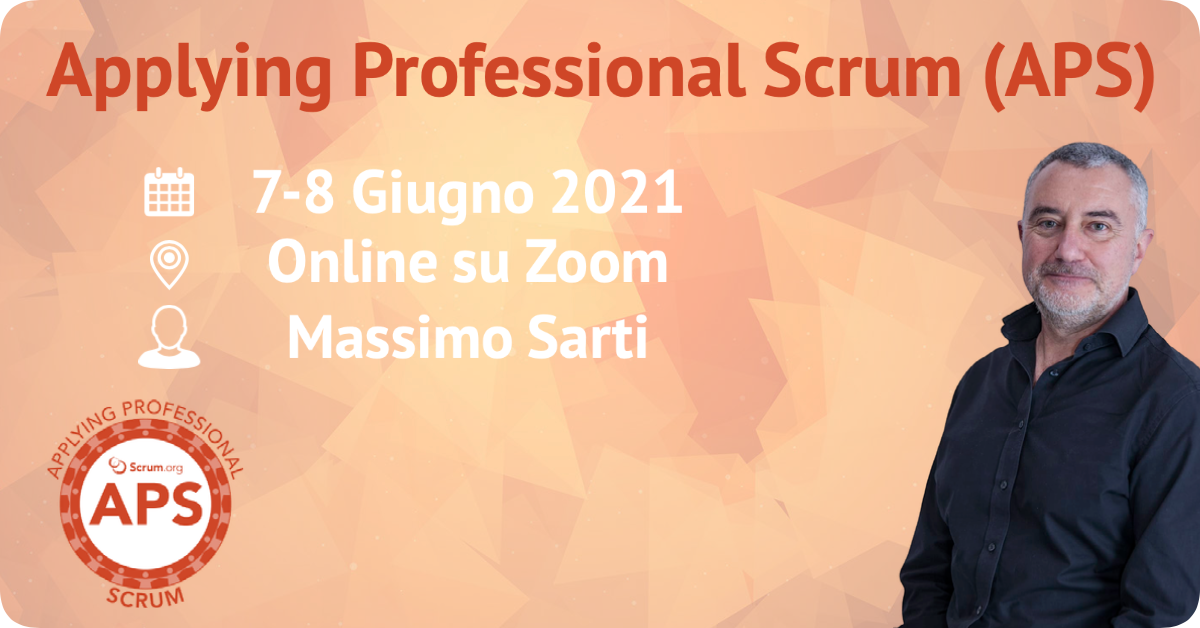 Applying Professional Scrum (APS)
7-8 Giugno 2021
Online su Zoom
Massimo Sarti
APPLYING PROFESSIONAL
Scrum.org
APS
SCRUM